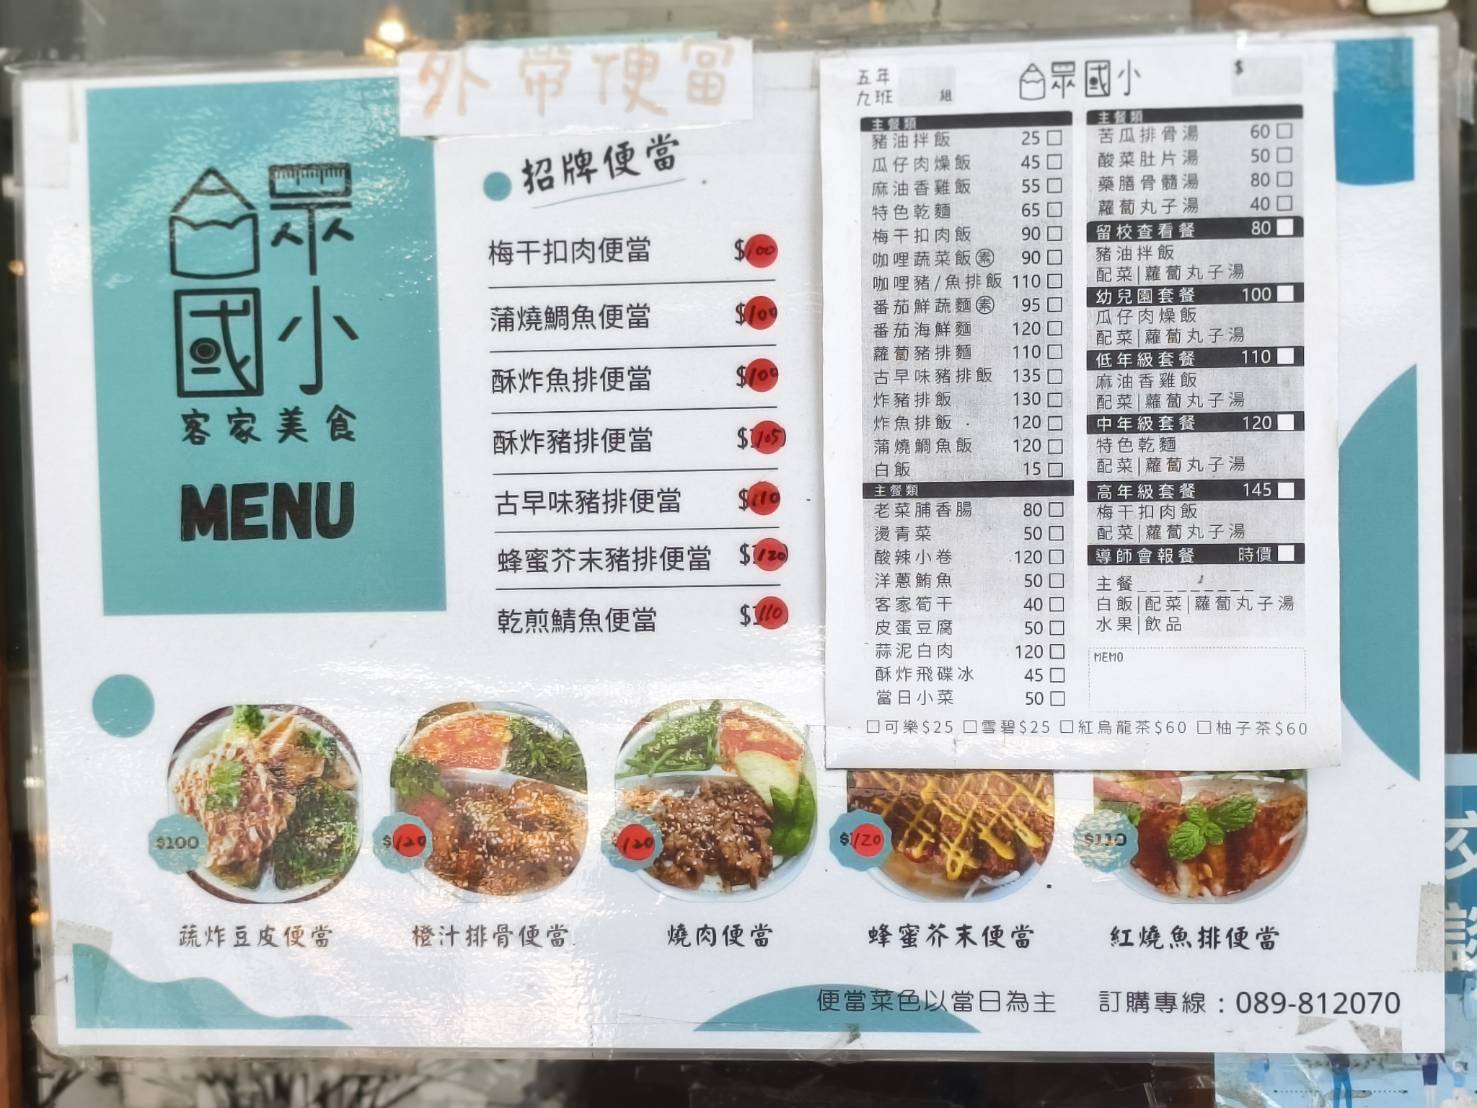 外帶便當
眾
國小
客家美食
MENU
招牌便當
梅干扣肉便當 $100
蒲燒鯛魚便當 $100
酥炸魚排便當 $100
酥炸豬排便當 $105
古早味豬排便當 $110
蜂蜜芥末豬排便當 $120
乾煎鯖魚便當 $110
五年
九班 組
眾國小 $
主餐類
豬油拌飯 25
瓜仔肉燥飯 45
麻油香雞飯 55
特色乾麵 65
梅干扣肉飯 90
咖哩蔬菜飯素 90
咖哩豬/魚排飯 110
番茄鮮蔬麵素 95
番茄海鮮麵 120
蘿蔔豬排麵 110
古早味豬排飯 135
炸豬排飯 130
炸魚排飯 120
蒲燒鯛魚飯 120
白飯 15
主餐類
老菜脯香腸 80
燙青菜 50
酸辣小卷 120
洋蔥鮪魚 50
客家筍干 40
皮蛋豆腐 50
蒜泥白肉 120
酥炸飛碟冰 45
當日小菜 50
主餐類
苦瓜排骨湯 60
酸菜肚片湯 50
藥膳骨髓湯 80
蘿蔔丸子湯 40
留校查看餐 80
豬油拌飯
配菜|蘿蔔丸子湯
幼兒園套餐 100
瓜仔肉燥飯
配菜|蘿蔔丸子湯
低年級套餐 110
麻油香雞飯
配菜|蘿蔔丸子湯
中年級套餐 120
特色乾麵
配菜|蘿蔔丸子湯
高年級套餐 145
梅干扣肉飯
配菜|蘿蔔丸子湯
導師會報餐 時價
主餐
白飯|配菜|蘿蔔丸子湯
水果|飲品
MEMO
可樂$25 雪碧$25 紅烏龍茶$60 柚子茶$60
$100
$120
$120
$120
$110
蔬炸豆皮便當
橙汁排骨便當
燒肉便當
蜂蜜芥末便當
紅燒魚排便當
便當菜色以當日為主 訂購專線：089-812070